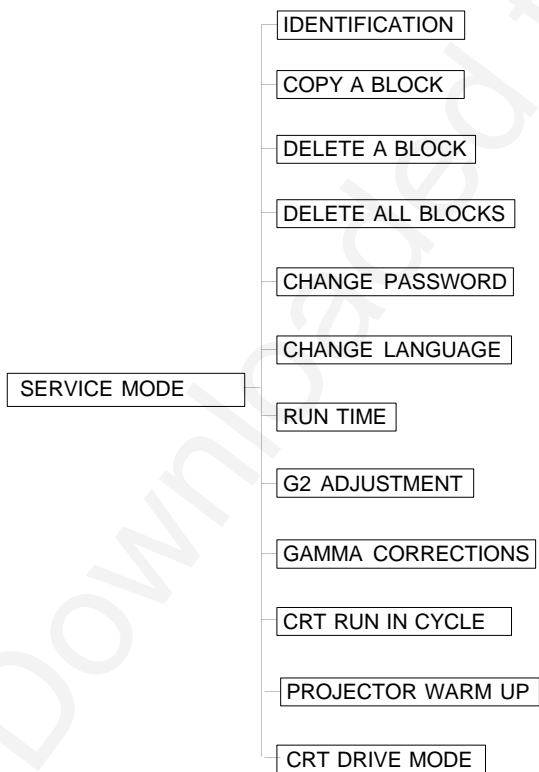 IDENTIFICATION
COPY A BLOCK
DELETE A BLOCK
DELETE ALL BLOCKS
CHANGE PASSWORD
CHANGE LANGUAGE
SERVICE MODE
RUN TIME
G2 ADJUSTMENT
GAMMA CORRECTIONS
CRT RUN IN CYCLE
PROJECTOR WARM UP
CRT DRIVE MODE
Downloaded